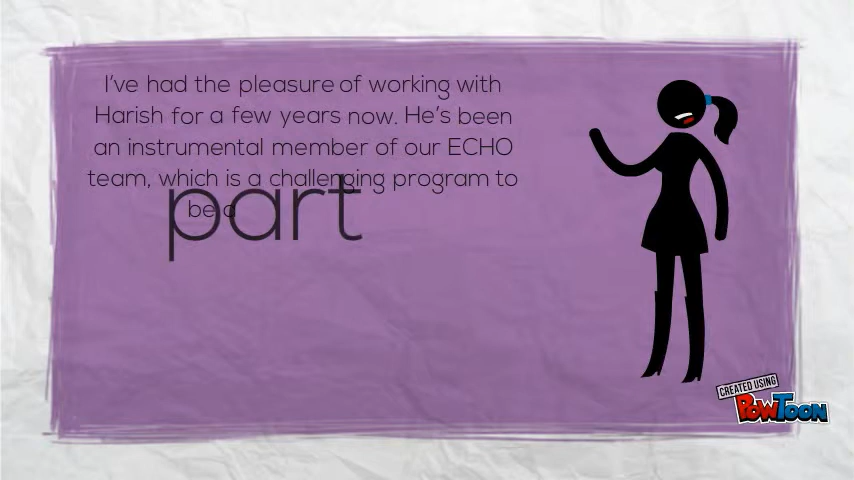 I've had the pleasure of working with
Harish for a few years now. He's been
an instrumental member of our ECHO
team, which is a challenging program to
be a part
CREATED USING
POWTOON